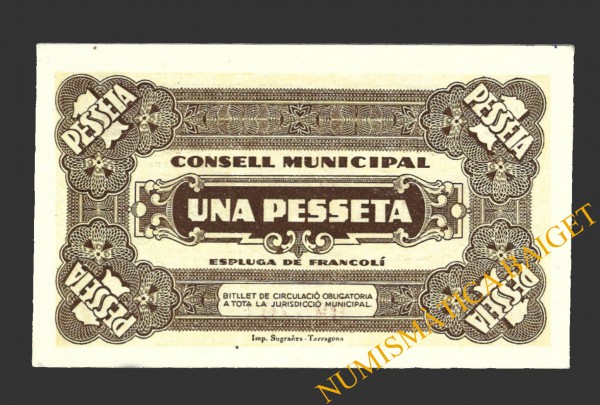 PESSETA
PESSETA
CONSELL MUNICIPAL
UNA PESSETA
ESPLUGA DE FRANCOLÍ
PESSETA
PESSETA
BITLLET DE CIRCULACIÓ OBLIGATORIA
A TOTA LA JURISDICCIÓ MUNICIPAL.
Imp. Sugrañes - Tarragona
NUMISMATICA BAIGET